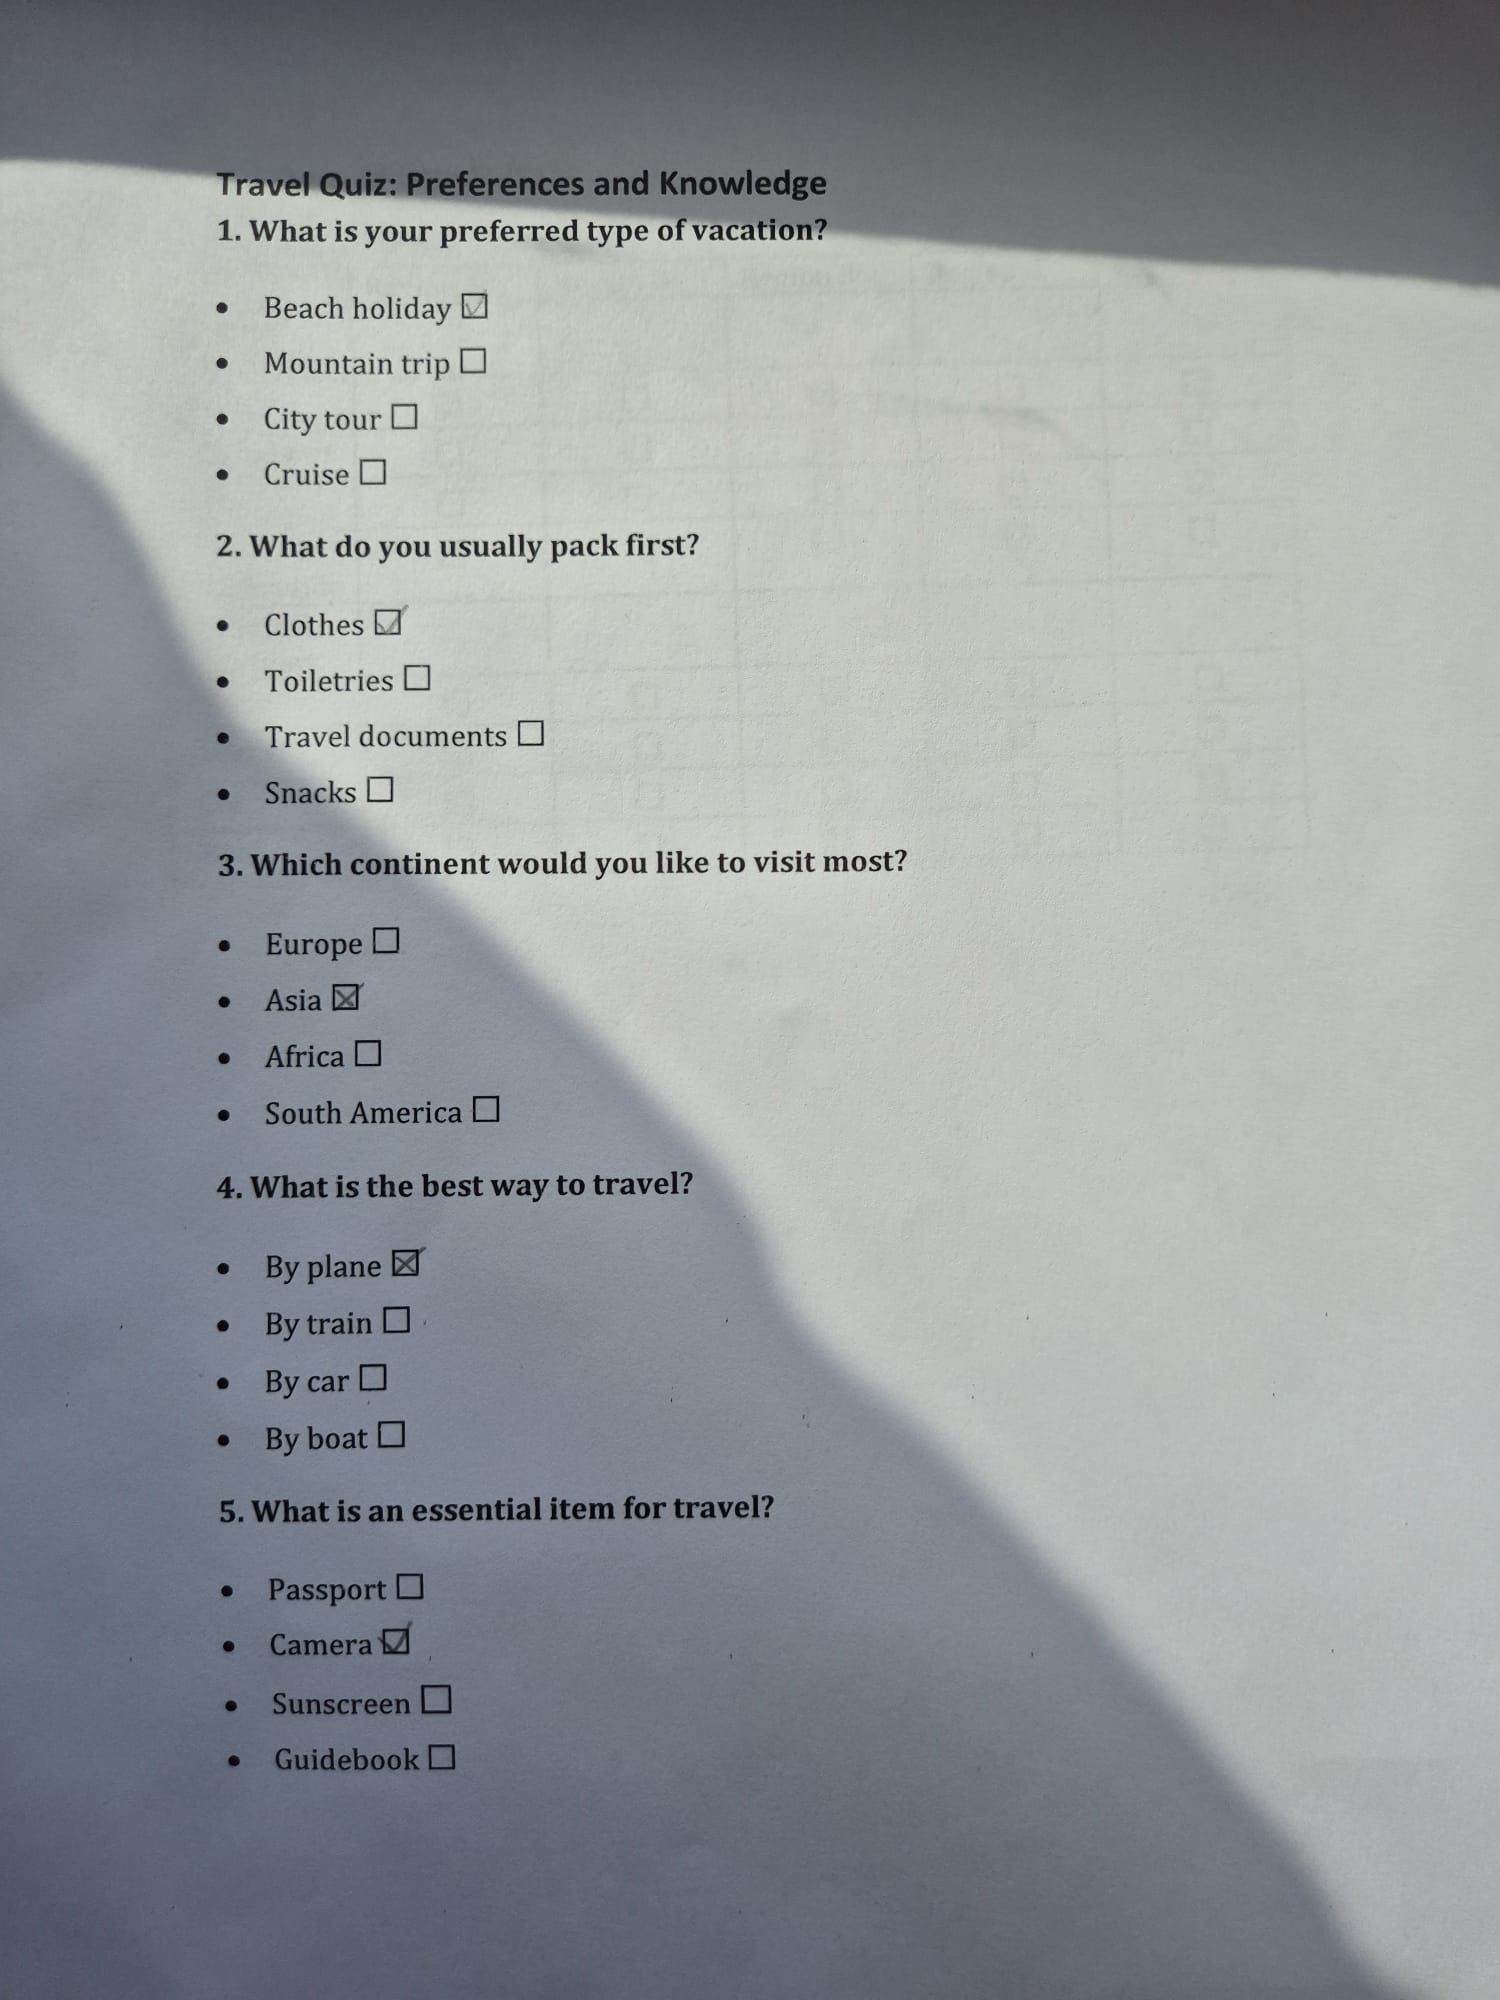 Travel Quiz: Preferences and Knowledge
1. What is your preferred type of vacation?
• Beach holiday ☑
• Mountain trip ☐
• City tour ☐
• Cruise ☐
2. What do you usually pack first?
• Clothes ☑
• Toiletries ☐
• Travel documents ☐
• Snacks ☐
3. Which continent would you like to visit most?
• Europe ☐
• Asia ☒
• Africa ☐
• South America ☐
4. What is the best way to travel?
• By plane ☒
• By train ☐
• By car ☐
• By boat ☐
5. What is an essential item for travel?
• Passport ☐
• Camera ☑
• Sunscreen ☐
• Guidebook ☐